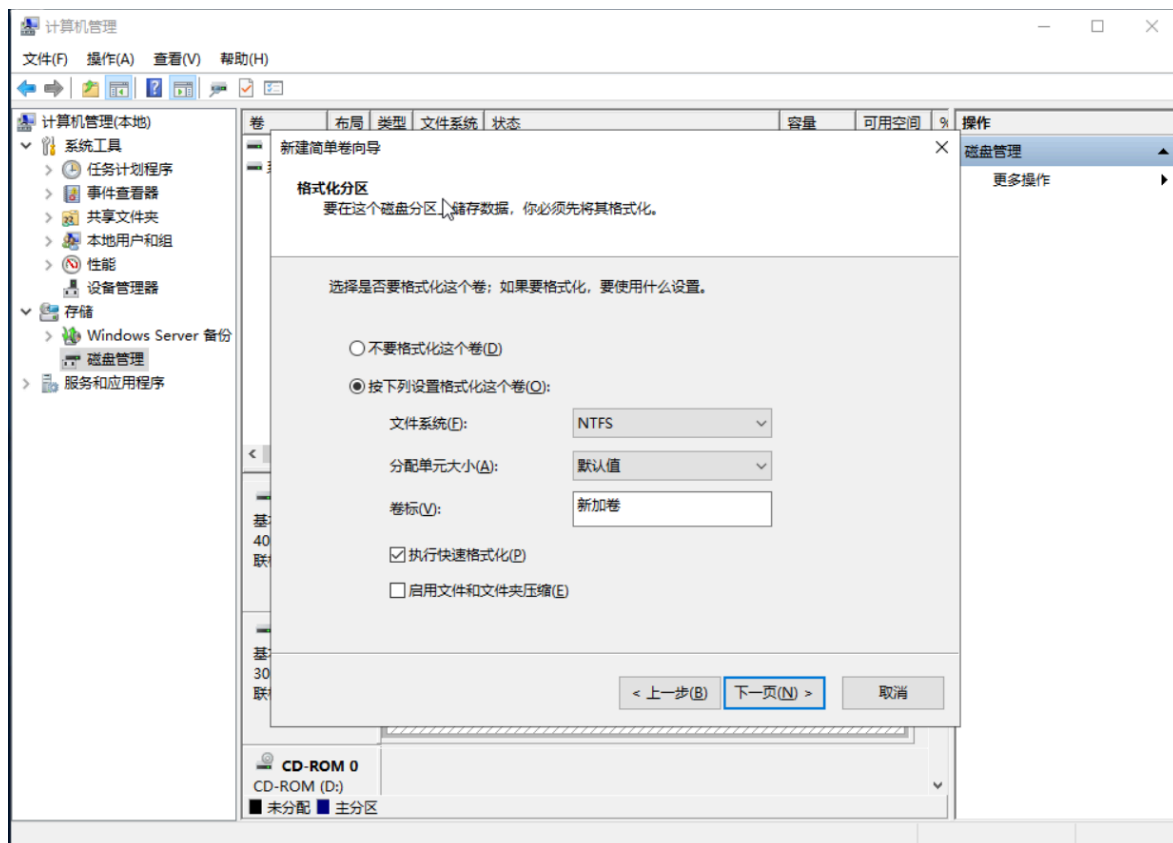 计算机管理
文件(F) 操作(A) 查看(V) 帮助(H)
计算机管理(本地)
系统工具
任务计划程序
事件查看器
共享文件夹
本地用户和组
性能
设备管理器
存储
Windows Server 备份
磁盘管理
服务和应用程序
卷 布局 类型 文件系统 状态 容量 可用空间 %
新建简单卷向导
格式化分区
要在这个磁盘分区上储存数据，你必须先将其格式化。
选择是否要格式化这个卷；如果要格式化，要使用什么设置。
不要格式化这个卷(D)
按下列设置格式化这个卷(O):
文件系统(F): NTFS
分配单元大小(A): 默认值
卷标(V): 新加卷
执行快速格式化(P)
启用文件和文件夹压缩(E)
< 上一步(B) 下一页(N) > 取消
基
40
联
基
30
联
CD-ROM 0
CD-ROM (D:)
未分配 主分区
操作
磁盘管理
更多操作